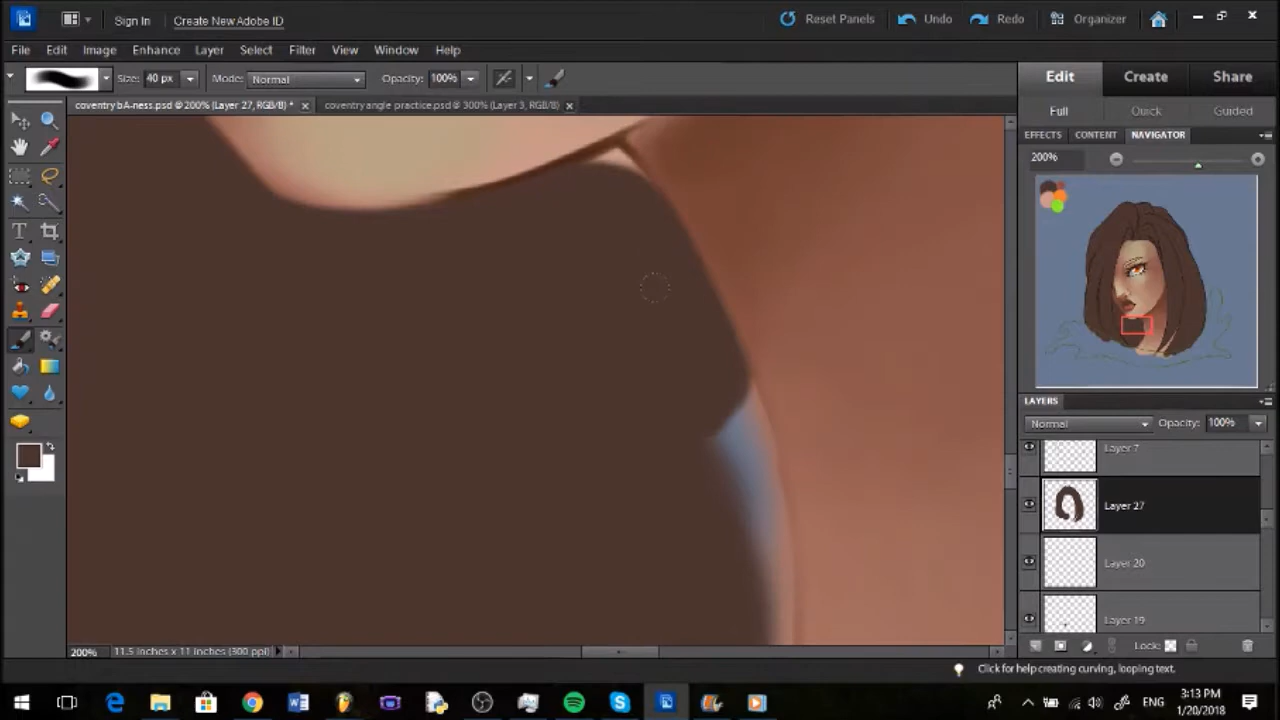 Sign In Create New Adobe ID Reset Panels Undo Redo Organizer
File Edit Image Enhance Layer Select Filter View Window Help
Size: 40 px Mode: Normal Opacity: 100% Edit Create Share
coventry bA-ness.psd @ 200% (Layer 27, RGB/8) * coventry angle practice.psd @ 300% (Layer 3, RGB/8) Full Quick Guided
EFFECTS CONTENT NAVIGATOR
200%
LAYERS
Normal Opacity: 100%
Layer 7
Layer 27
Layer 20
Layer 19
200% 11.5 inches x 11 inches (300 ppi) Lock:
Click for help creating curving, looping text.
ENG 3:13 PM
1/20/2018